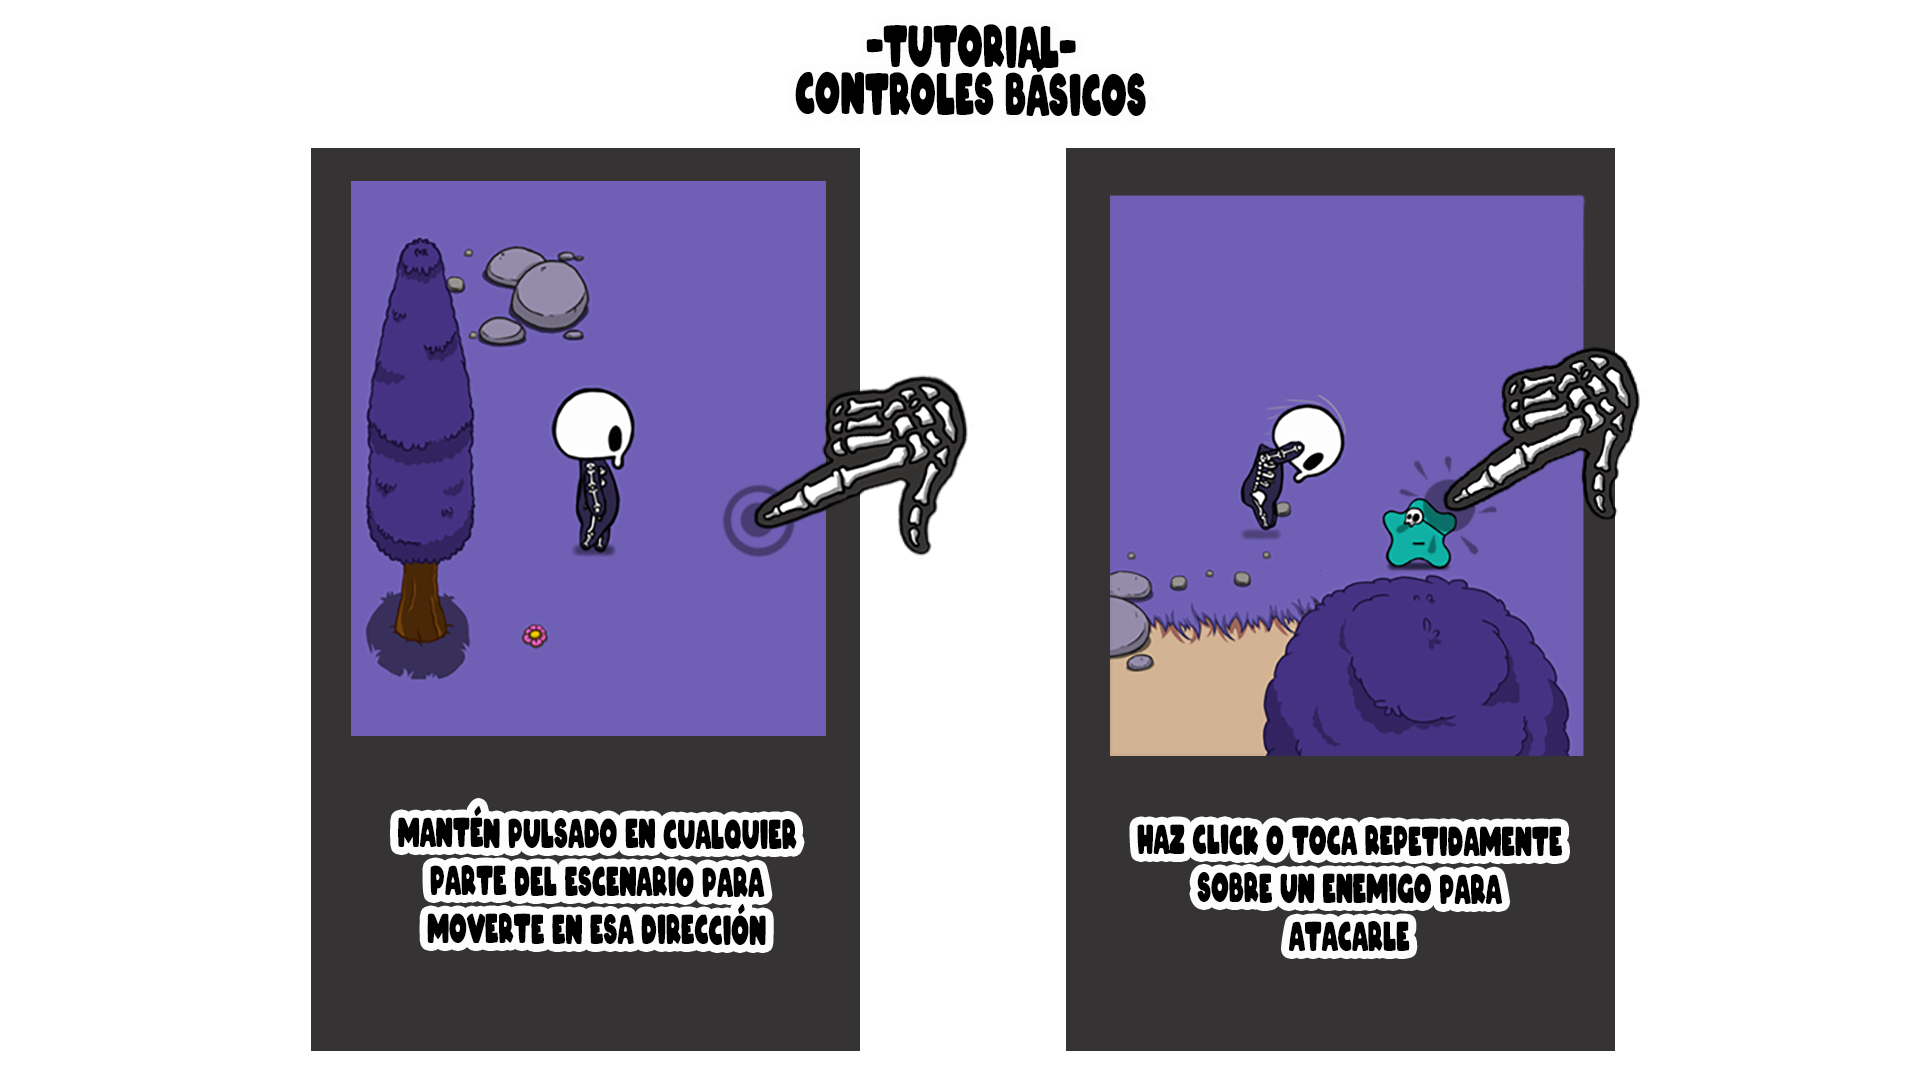 -TUTORIAL-
CONTROLES BÁSICOS
MANTÉN PULSADO EN CUALQUIER
PARTE DEL ESCENARIO PARA
MOVERTE EN ESA DIRECCIÓN
HAZ CLICK O TOCA REPETIDAMENTE
SOBRE UN ENEMIGO PARA
ATACARLE